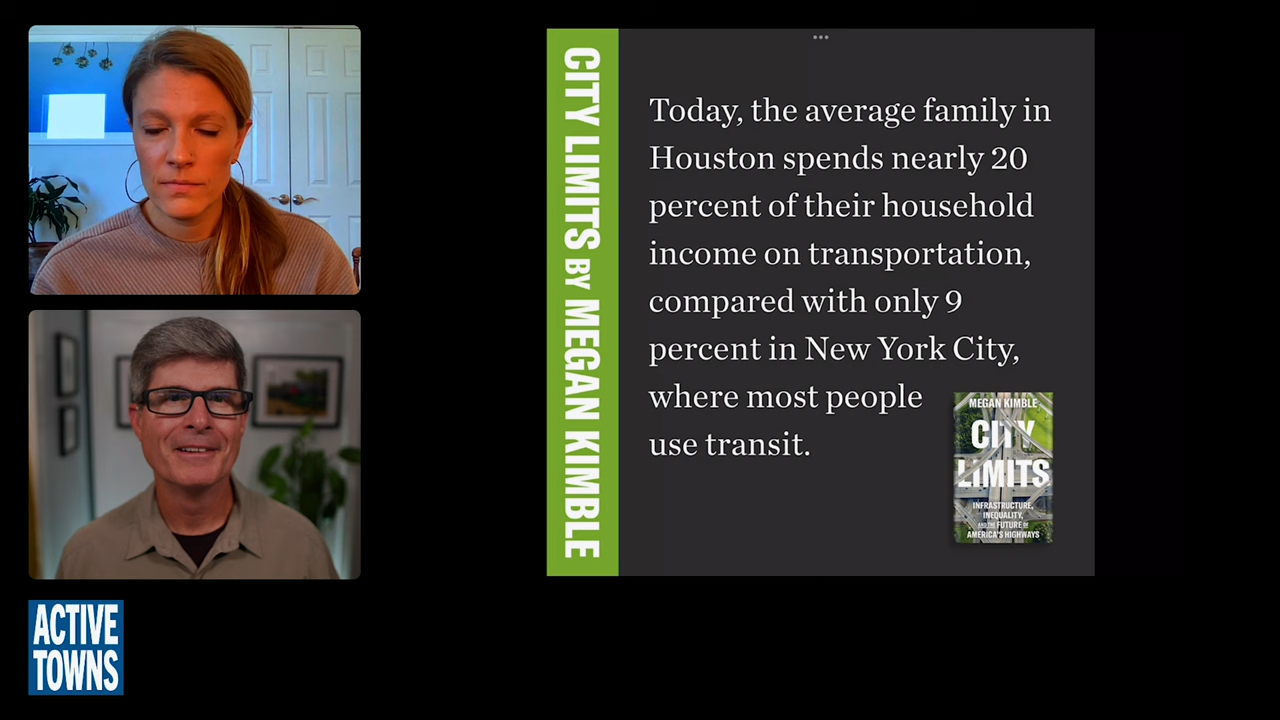 CITY LIMITS BY MEGAN KIMBLE
Today, the average family in
Houston spends nearly 20
percent of their household
income on transportation,
compared with only 9
percent in New York City,
where most people
use transit.
MEGAN KIMBLE
CITY
LIMITS
INFRASTRUCTURE,
INEQUALITY,
AND THE FUTURE OF
AMERICA'S HIGHWAYS
ACTIVE
TOWNS